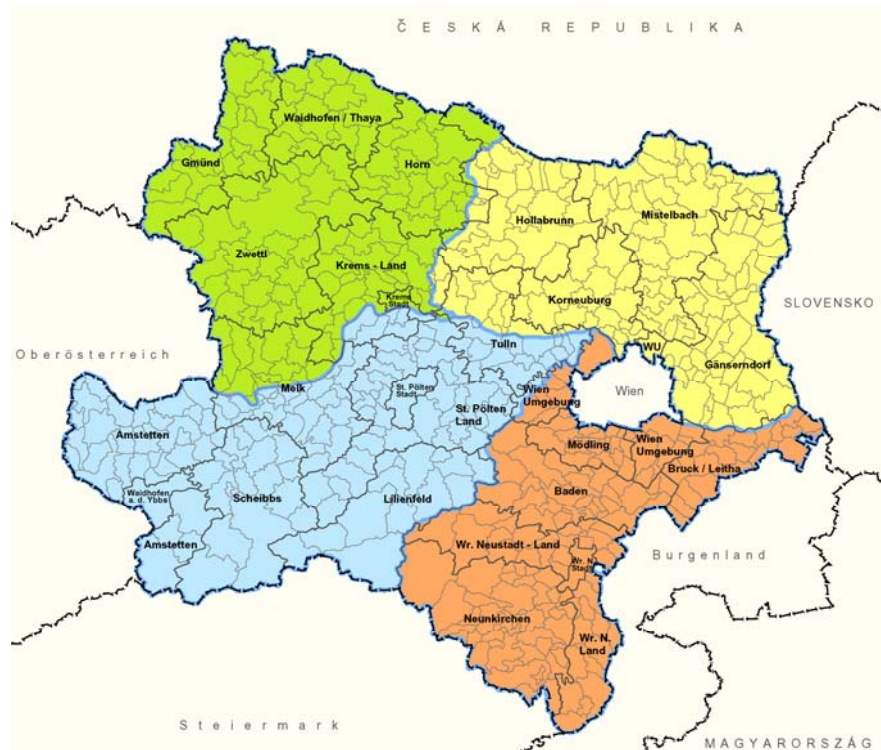 ČESKÁ REPUBLIKA
Waidhofen / Thaya
Gmünd
Horn
Hollabrunn
Mistelbach
Zwettl
Krems - Land
Krems
Stadt
Korneuburg
SLOVENSKO
Oberösterreich
Tulln
WU
Gänserndorf
Melk
St. Pölten
Stadt
Wien
Umgebung
Wien
St. Pölten
Land
Amstetten
Mödling
Wien
Umgebung
Bruck / Leitha
Waidhofen
a. d. Ybbs
Scheibbs
Lilienfeld
Baden
Amstetten
Wr. Neustadt - Land
Wr. N.
Stadt
Burgenland
Neunkirchen
Wr. N.
Land
Steiermark
MAGYARORSZÁG